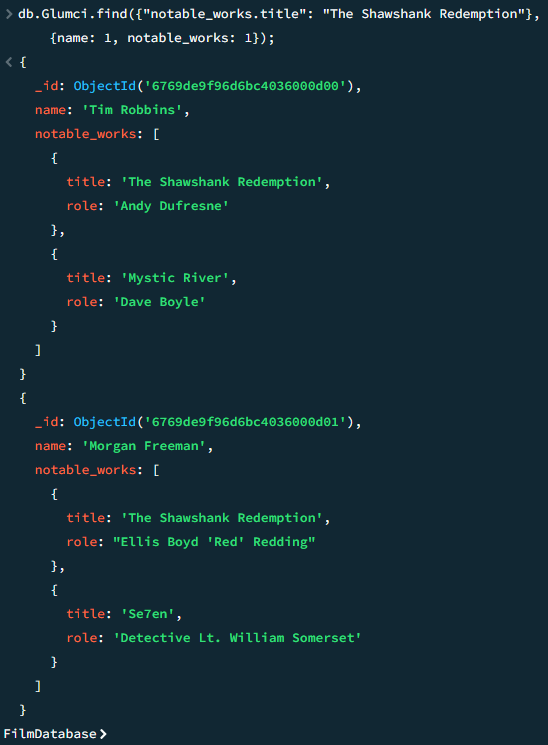 > db.Glumci.find({"notable_works.title": "The Shawshank Redemption"},
{name: 1, notable_works: 1});
< {
_id: ObjectId('6769de9f96d6bc4036000d00'),
name: 'Tim Robbins',
notable_works: [
{
title: 'The Shawshank Redemption',
role: 'Andy Dufresne'
},
{
title: 'Mystic River',
role: 'Dave Boyle'
}
]
}
{
_id: ObjectId('6769de9f96d6bc4036000d01'),
name: 'Morgan Freeman',
notable_works: [
{
title: 'The Shawshank Redemption',
role: "Ellis Boyd 'Red' Redding"
},
{
title: 'Se7en',
role: 'Detective Lt. William Somerset'
}
]
}
FilmDatabase>